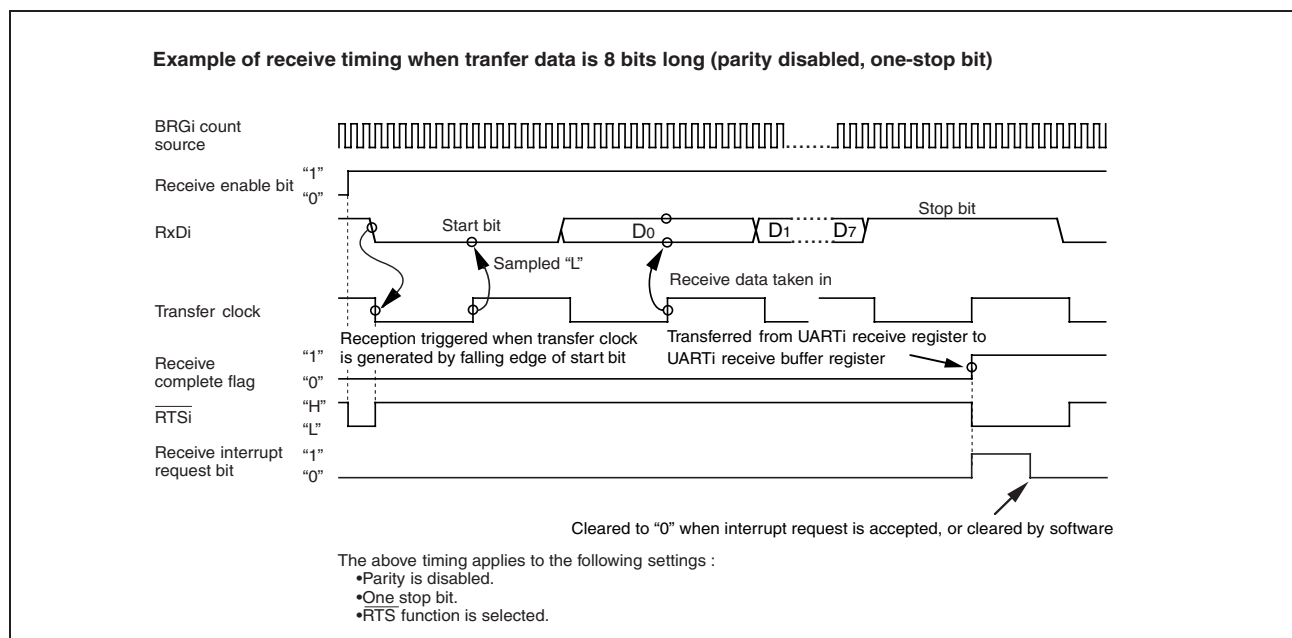 Example of receive timing when tranfer data is 8 bits long (parity disabled, one-stop bit)
BRGi count
source
Receive enable bit
“1”
“0”
RxDi
Start bit
D0
D1
D7
Stop bit
Sampled “L”
Receive data taken in
Transfer clock
Reception triggered when transfer clock
is generated by falling edge of start bit
Transferred from UARTi receive register to
UARTi receive buffer register
Receive
complete flag
“1”
“0”
RTSi
“H”
“L”
Receive interrupt
request bit
“1”
“0”
Cleared to “0” when interrupt request is accepted, or cleared by software
The above timing applies to the following settings :
•Parity is disabled.
•One stop bit.
•RTS function is selected.